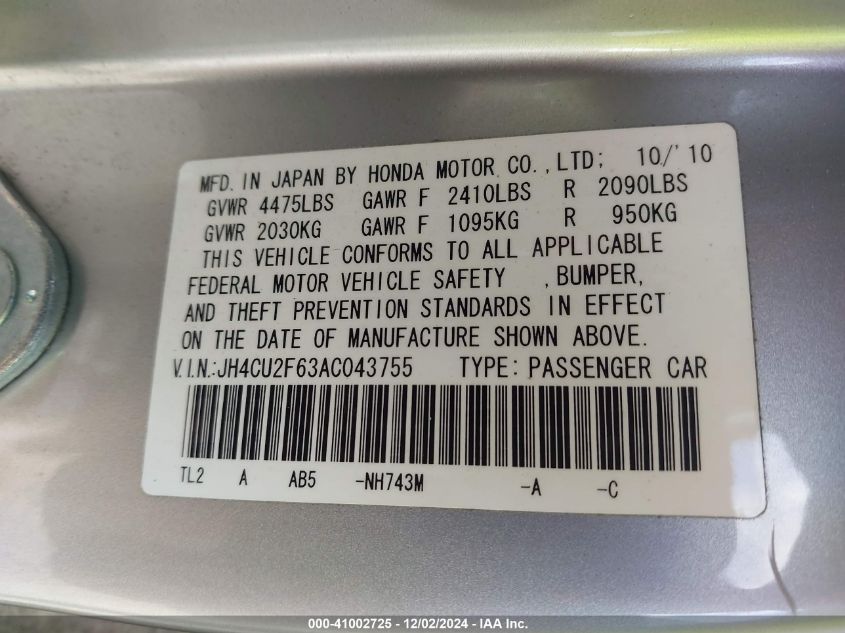 MFD. IN JAPAN BY HONDA MOTOR CO.,LTD; 10/'10
GVWR 4475LBS GAWR F 2410LBS R 2090LBS
GVWR 2030KG GAWR F 1095KG R 950KG
THIS VEHICLE CONFORMS TO ALL APPLICABLE
FEDERAL MOTOR VEHICLE SAFETY ,BUMPER,
AND THEFT PREVENTION STANDARDS IN EFFECT
ON THE DATE OF MANUFACTURE SHOWN ABOVE.
V.I.N.:JH4CU2F63AC043755 TYPE: PASSENGER CAR
TL2 A AB5 -NH743M -A -C
000-41002725 - 12/02/2024 - IAA Inc.